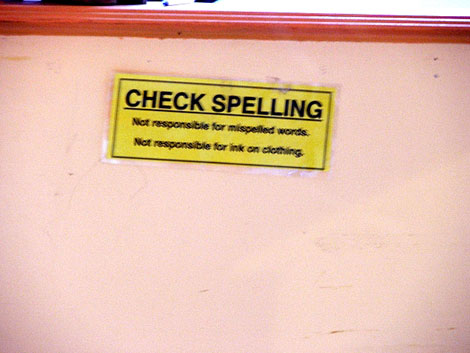 CHECK SPELLING
Not responsible for mispelled words.
Not responsible for ink on clothing.